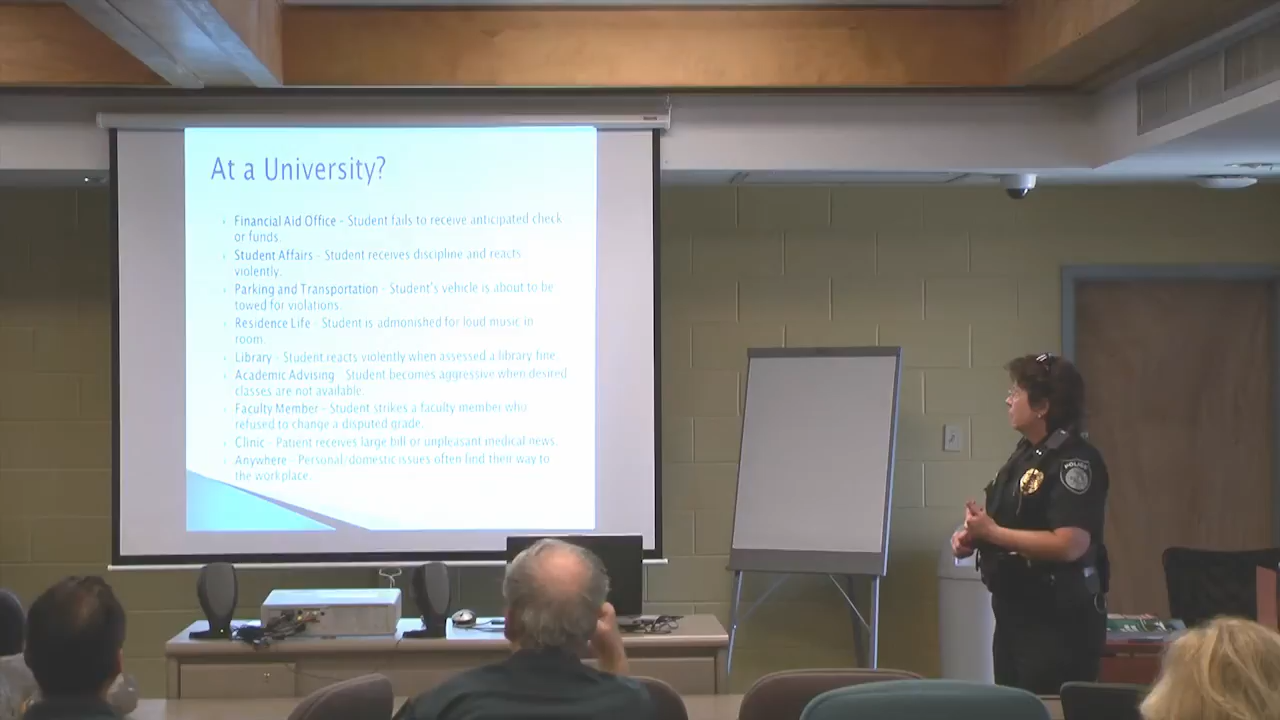 At a University?
Financial Aid Office - Student fails to receive anticipated check
or funds.
Student Affairs - Student receives discipline and reacts
violently.
Parking and Transportation - Student's vehicle is about to be
towed for violations.
Residence Life - Student is admonished for loud music in
room.
Library - Student reacts violently when assessed a library fine.
Academic Advising - Student becomes aggressive when desired
classes are not available.
Faculty Member - Student strikes a faculty member who
refused to change a disputed grade.
Clinic - Patient receives large bill or unpleasant medical news.
Anywhere - Personal/domestic issues often find their way to
the workplace.
POLICE